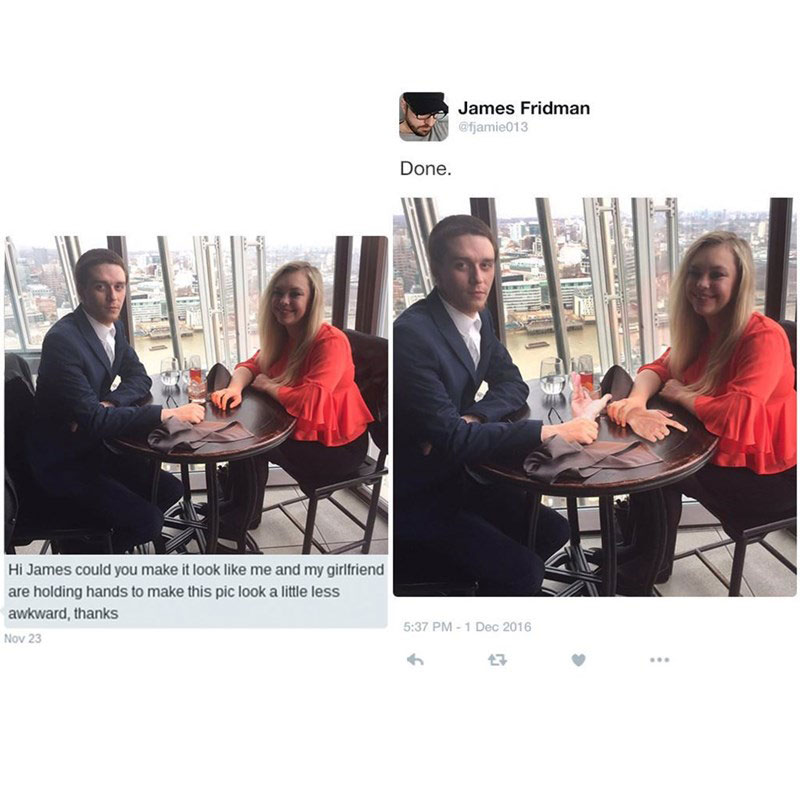 Hi James could you make it look like me and my girlfriend
are holding hands to make this pic look a little less
awkward, thanks
Nov 23
James Fridman
@fjamie013
Done.
5:37 PM - 1 Dec 2016